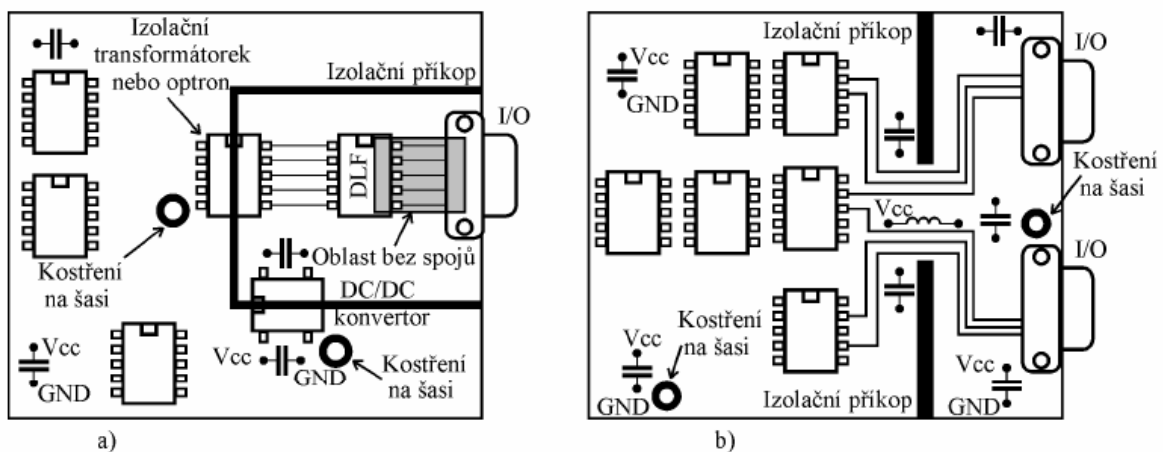 Izolační
transformátorek
nebo optron
Izolační příkop
I/O
DLF
Kostření
na šasi
Oblast bez spojů
DC/DC
konvertor
Vcc
GND
Vcc
GND
Kostření
na šasi
a)
Izolační příkop
I/O
Vcc
GND
Kostření
na šasi
Vcc
I/O
Kostření
na šasi
Vcc
GND
Vcc
GND
Izolační příkop
b)